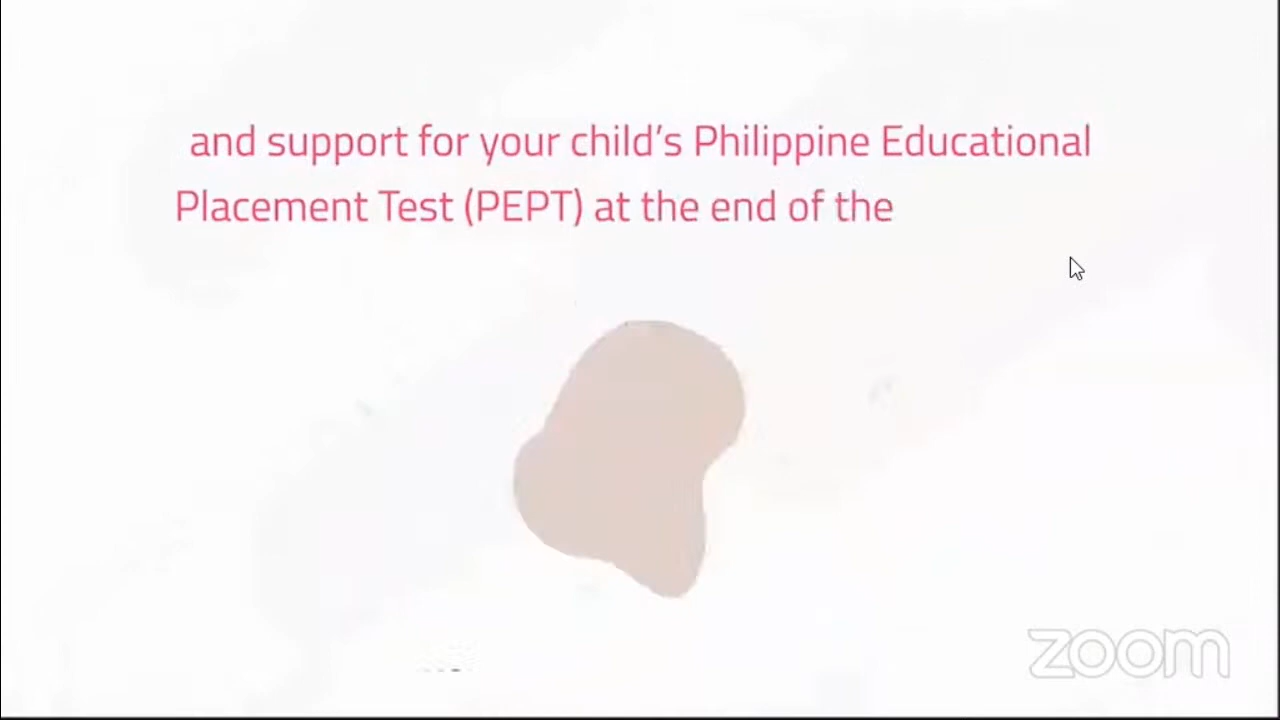 and support for your child's Philippine Educational
Placement Test (PEPT) at the end of the
zoom